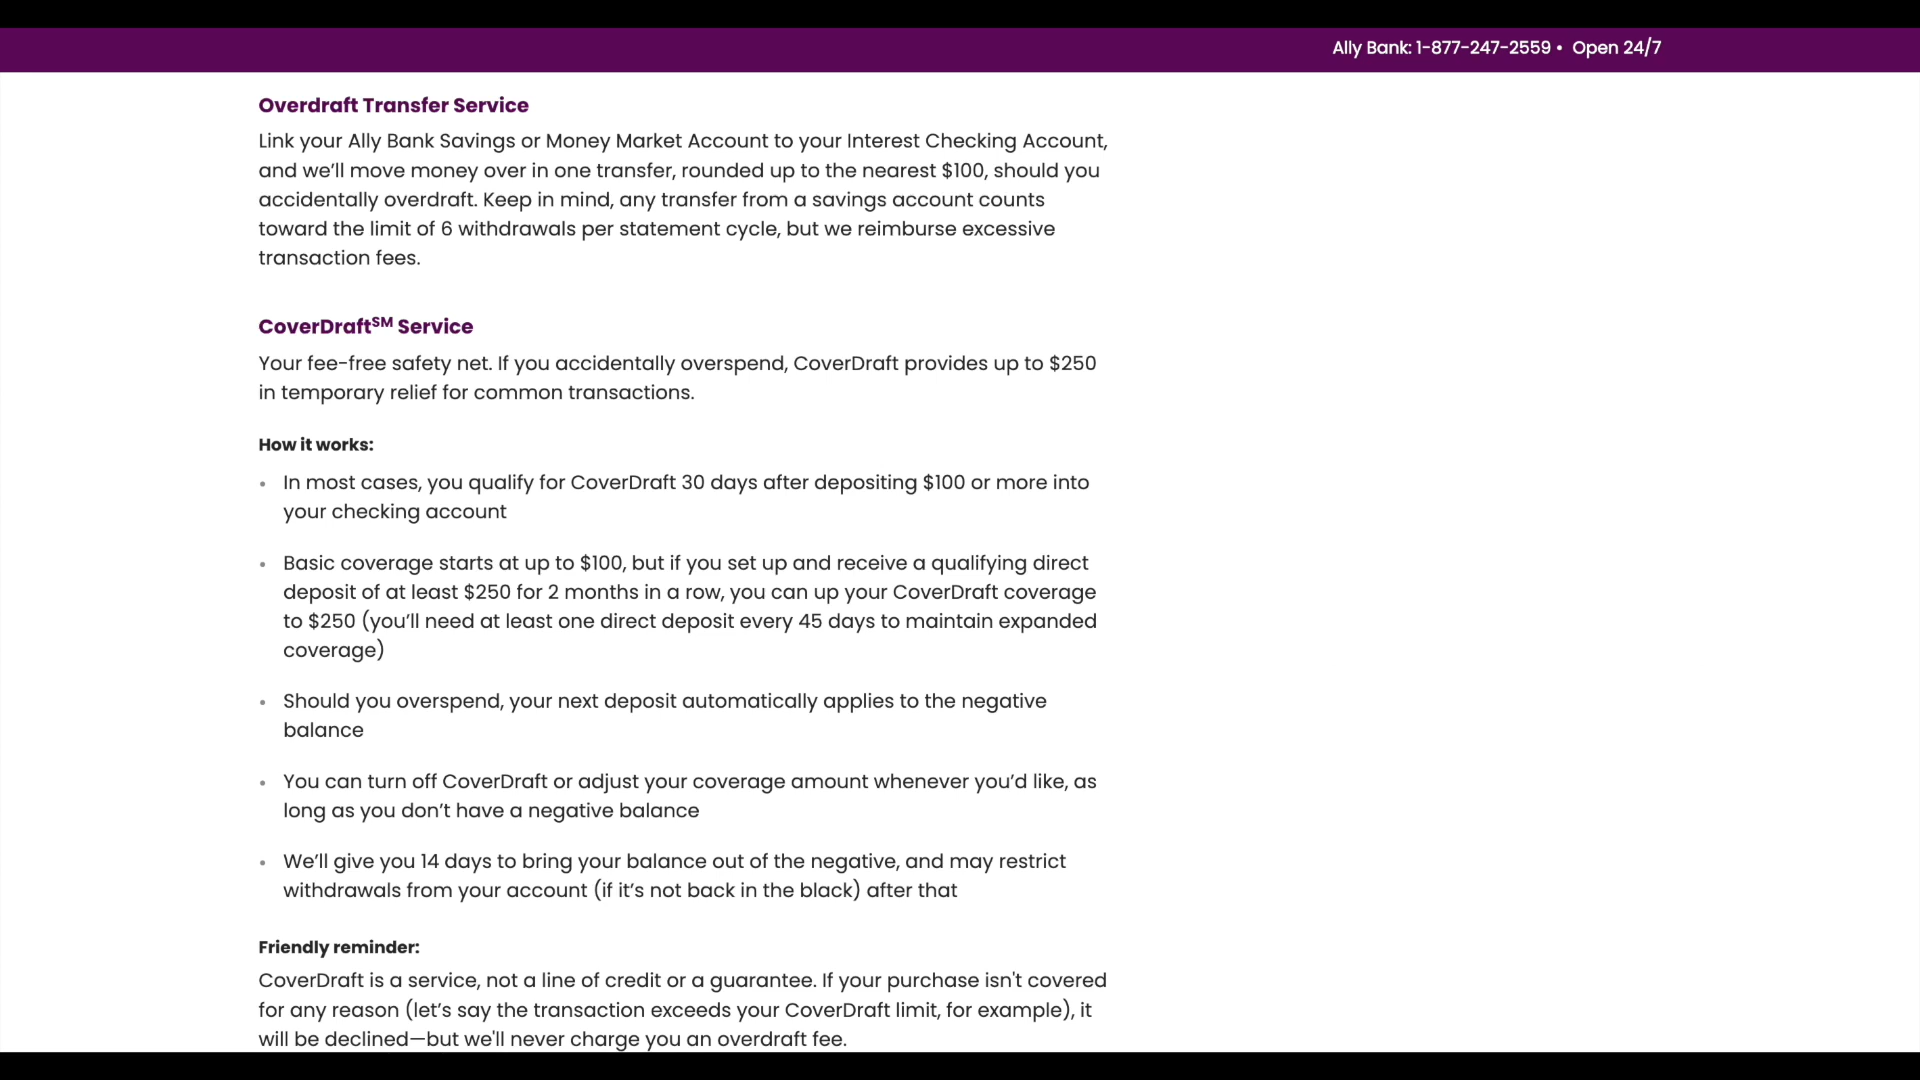 Ally Bank: 1-877-247-2559 • Open 24/7
Overdraft Transfer Service
Link your Ally Bank Savings or Money Market Account to your Interest Checking Account,
and we’ll move money over in one transfer, rounded up to the nearest $100, should you
accidentally overdraft. Keep in mind, any transfer from a savings account counts
toward the limit of 6 withdrawals per statement cycle, but we reimburse excessive
transaction fees.
CoverDraftSM Service
Your fee-free safety net. If you accidentally overspend, CoverDraft provides up to $250
in temporary relief for common transactions.
How it works:
• In most cases, you qualify for CoverDraft 30 days after depositing $100 or more into
your checking account
• Basic coverage starts at up to $100, but if you set up and receive a qualifying direct
deposit of at least $250 for 2 months in a row, you can up your CoverDraft coverage
to $250 (you’ll need at least one direct deposit every 45 days to maintain expanded
coverage)
• Should you overspend, your next deposit automatically applies to the negative
balance
• You can turn off CoverDraft or adjust your coverage amount whenever you’d like, as
long as you don’t have a negative balance
• We’ll give you 14 days to bring your balance out of the negative, and may restrict
withdrawals from your account (if it’s not back in the black) after that
Friendly reminder:
CoverDraft is a service, not a line of credit or a guarantee. If your purchase isn't covered
for any reason (let’s say the transaction exceeds your CoverDraft limit, for example), it
will be declined—but we'll never charge you an overdraft fee.